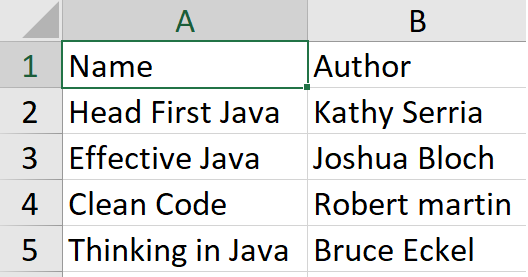 A B
1 Name Author
2 Head First Java Kathy Serria
3 Effective Java Joshua Bloch
4 Clean Code Robert martin
5 Thinking in Java Bruce Eckel